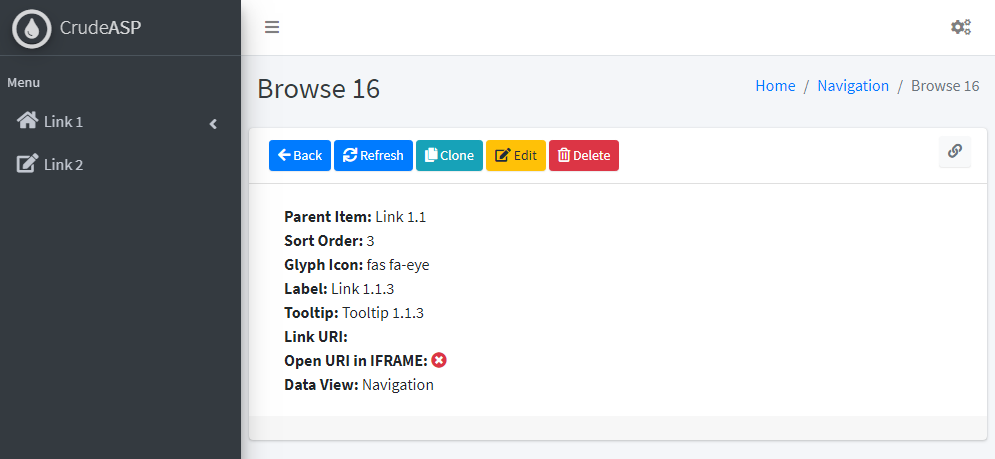 CrudeASP
Menu
Link 1
Link 2
Browse 16
Home / Navigation / Browse 16
Back Refresh Clone Edit Delete
Parent Item: Link 1.1
Sort Order: 3
Glyph Icon: fas fa-eye
Label: Link 1.1.3
Tooltip: Tooltip 1.1.3
Link URI:
Open URI in IFRAME:
Data View: Navigation